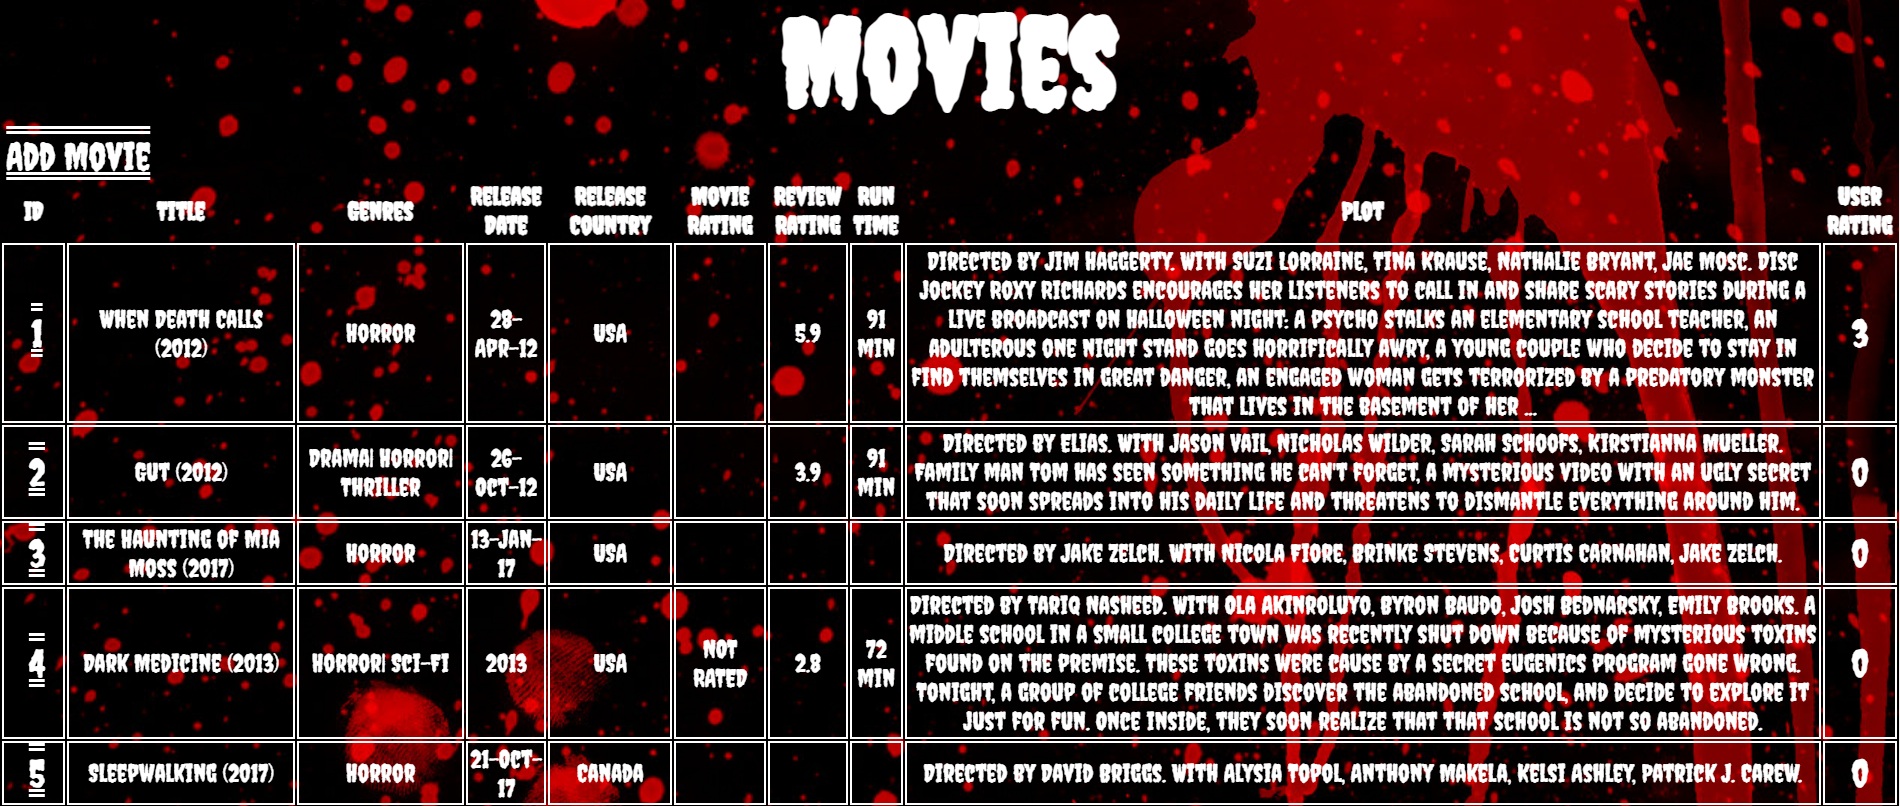 MOVIES
ADD MOVIE
ID TITLE GENRES RELEASE DATE RELEASE COUNTRY MOVIE RATING REVIEW RATING RUN TIME PLOT USER RATING
1
WHEN DEATH CALLS
(2012)
HORROR
28-
APR-12
USA
5.9
91
MIN
DIRECTED BY JIM HAGGERTY. WITH SUZI LORRAINE, TINA KRAUSE, NATHALIE BRYANT, JAE MOSC. DISC
JOCKEY ROXY RICHARDS ENCOURAGES HER LISTENERS TO CALL IN AND SHARE SCARY STORIES DURING A
LIVE BROADCAST ON HALLOWEEN NIGHT: A PSYCHO STALKS AN ELEMENTARY SCHOOL TEACHER, AN
ADULTEROUS ONE NIGHT STAND GOES HORRIFICALLY AWRY, A YOUNG COUPLE WHO DECIDE TO STAY IN
FIND THEMSELVES IN GREAT DANGER, AN ENGAGED WOMAN GETS TERRORIZED BY A PREDATORY MONSTER
THAT LIVES IN THE BASEMENT OF HER ...
3
2
GUT (2012)
DRAMA| HORROR|
THRILLER
26-
OCT-12
USA
3.9
91
MIN
DIRECTED BY ELIAS. WITH JASON VAIL, NICHOLAS WILDER, SARAH SCHOOFS, KIRSTIANNA MUELLER.
FAMILY MAN TOM HAS SEEN SOMETHING HE CAN'T FORGET, A MYSTERIOUS VIDEO WITH AN UGLY SECRET
THAT SOON SPREADS INTO HIS DAILY LIFE AND THREATENS TO DISMANTLE EVERYTHING AROUND HIM.
0
3
THE HAUNTING OF MIA
MOSS (2017)
HORROR
13-JAN-
17
USA
DIRECTED BY JAKE ZELCH. WITH NICOLA FIORE, BRINKE STEVENS, CURTIS CARNAHAN, JAKE ZELCH.
0
4
DARK MEDICINE (2013)
HORROR| SCI-FI
2013
USA
NOT
RATED
2.8
72
MIN
DIRECTED BY TARIQ NASHEED. WITH OLA AKINROLUYO, BYRON BAUDO, JOSH BEDNARSKY, EMILY BROOKS. A
MIDDLE SCHOOL IN A SMALL COLLEGE TOWN WAS RECENTLY SHUT DOWN BECAUSE OF MYSTERIOUS TOXINS
FOUND ON THE PREMISE. THESE TOXINS WERE CAUSE BY A SECRET EUGENICS PROGRAM GONE WRONG.
TONIGHT, A GROUP OF COLLEGE FRIENDS DISCOVER THE ABANDONED SCHOOL, AND DECIDE TO EXPLORE IT
JUST FOR FUN. ONCE INSIDE, THEY SOON REALIZE THAT THAT SCHOOL IS NOT SO ABANDONED.
0
5
SLEEPWALKING (2017)
HORROR
21-OCT-
17
CANADA
DIRECTED BY DAVID BRIGGS. WITH ALYSIA TOPOL, ANTHONY MAKELA, KELSI ASHLEY, PATRICK J. CAREW.
0